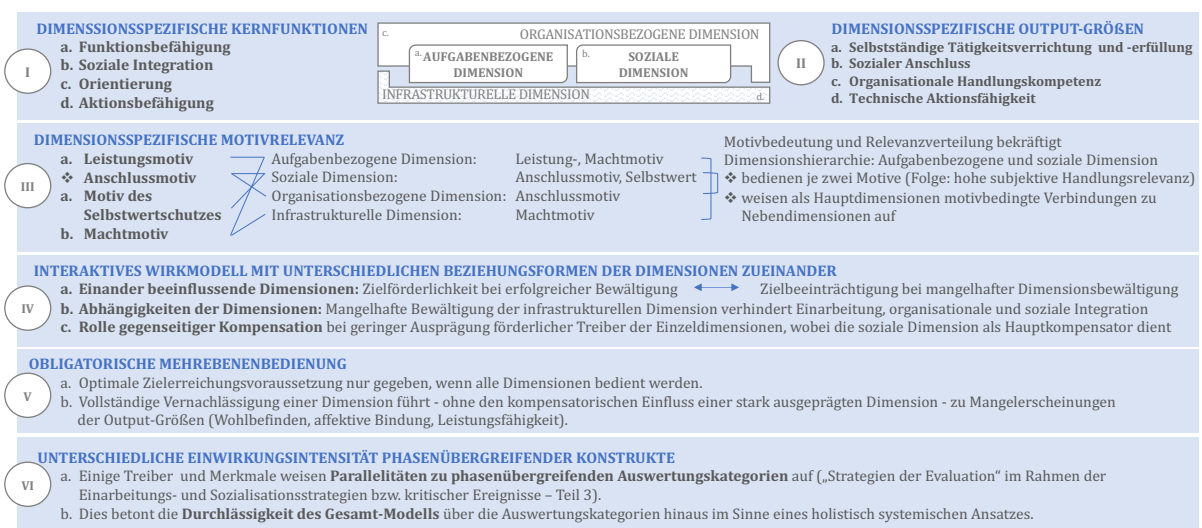 I
DIMENSSIONSSPEZIFISCHE KERNFUNKTIONEN
a. Funktionsbefähigung
b. Soziale Integration
c. Orientierung
d. Aktionsbefähigung
c.
ORGANISATIONSBEZOGENE DIMENSION
a. AUFGABENBEZOGENE
DIMENSION
b. SOZIALE
DIMENSION
INFRASTRUKTURELLE DIMENSION
d.
II
DIMENSIONSSPEZIFISCHE OUTPUT-GRÖßEN
a. Selbstständige Tätigkeitsverrichtung und -erfüllung
b. Sozialer Anschluss
c. Organisationale Handlungskompetenz
d. Technische Aktionsfähigkeit
III
DIMENSIONSSPEZIFISCHE MOTIVRELEVANZ
a. Leistungsmotiv
❖ Anschlussmotiv
a. Motiv des
Selbstwertschutzes
b. Machtmotiv
Aufgabenbezogene Dimension: Leistung-, Machtmotiv
Soziale Dimension: Anschlussmotiv, Selbstwert
Organisationsbezogene Dimension: Anschlussmotiv
Infrastrukturelle Dimension: Machtmotiv
Motivbedeutung und Relevanzverteilung bekräftigt
Dimensionshierarchie: Aufgabenbezogene und soziale Dimension
❖ bedienen je zwei Motive (Folge: hohe subjektive Handlungsrelevanz)
❖ weisen als Hauptdimensionen motivbedingte Verbindungen zu
Nebendimensionen auf
IV
INTERAKTIVES WIRKMODELL MIT UNTERSCHIEDLICHEN BEZIEHUNGSFORMEN DER DIMENSIONEN ZUEINANDER
a. Einander beeinflussende Dimensionen: Zielförderlichkeit bei erfolgreicher Bewältigung Zielbeeinträchtigung bei mangelhafter Dimensionsbewältigung
b. Abhängigkeiten der Dimensionen: Mangelhafte Bewältigung der infrastrukturellen Dimension verhindert Einarbeitung, organisationale und soziale Integration
c. Rolle gegenseitiger Kompensation bei geringer Ausprägung förderlicher Treiber der Einzeldimensionen, wobei die soziale Dimension als Hauptkompensator dient
V
OBLIGATORISCHE MEHREBENENBEDIENUNG
a. Optimale Zielerreichungsvoraussetzung nur gegeben, wenn alle Dimensionen bedient werden.
b. Vollständige Vernachlässigung einer Dimension führt - ohne den kompensatorischen Einfluss einer stark ausgeprägten Dimension - zu Mangelerscheinungen
der Output-Größen (Wohlbefinden, affektive Bindung, Leistungsfähigkeit).
VI
UNTERSCHIEDLICHE EINWIRKUNGSINTENSITÄT PHASENÜBERGREIFENDER KONSTRUKTE
a. Einige Treiber und Merkmale weisen Parallelitäten zu phasenübergreifenden Auswertungskategorien auf („Strategien der Evaluation" im Rahmen der
Einarbeitungs- und Sozialisationsstrategien bzw. kritischer Ereignisse – Teil 3).
b. Dies betont die Durchlässigkeit des Gesamt-Modells über die Auswertungskategorien hinaus im Sinne eines holistisch systemischen Ansatzes.